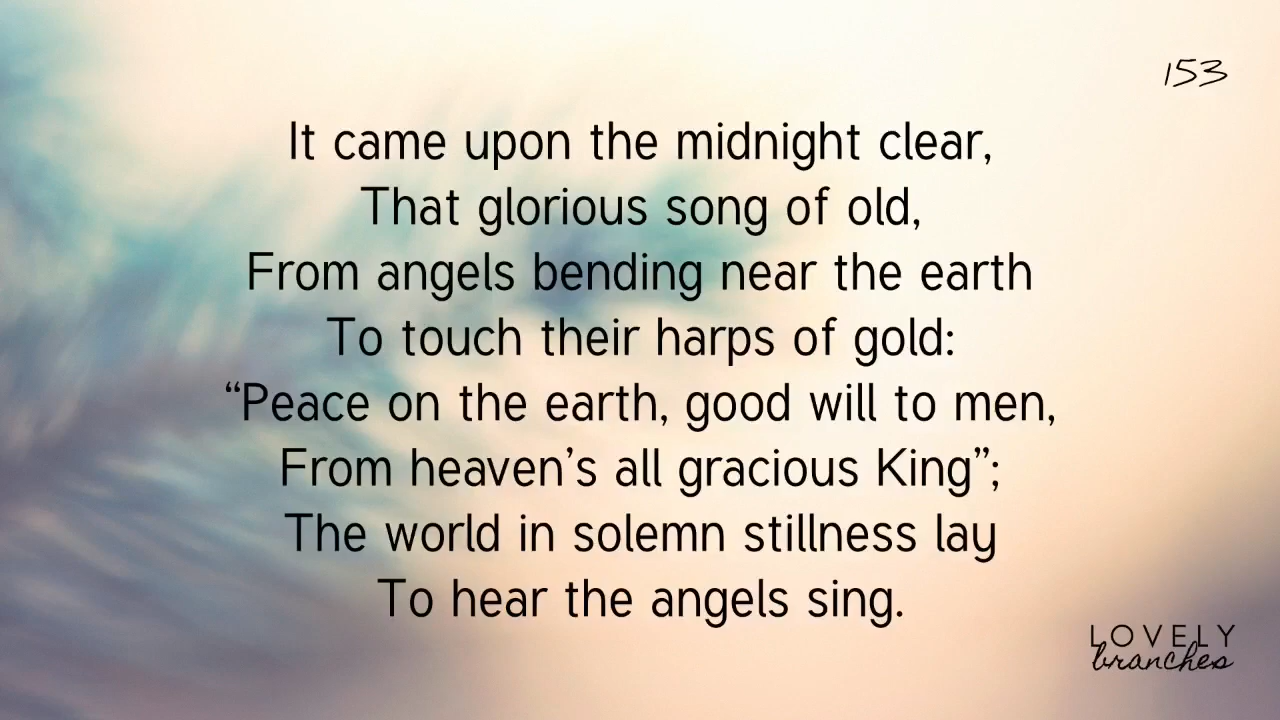 153
It came upon the midnight clear,
That glorious song of old,
From angels bending near the earth
To touch their harps of gold:
“Peace on the earth, good will to men,
From heaven’s all gracious King”;
The world in solemn stillness lay
To hear the angels sing.
LOVELY
branches